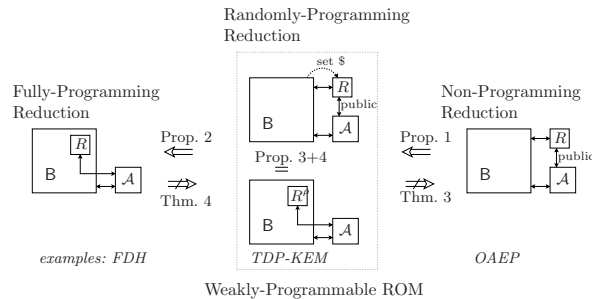 Randomly-Programming
Reduction
set $
R
public
B
A
Fully-Programming
Reduction
R
B
A
Prop. 2
Thm. 4
Prop. 3+4
=
Rᵖ
B
A
Prop. 1
Thm. 3
Non-Programming
Reduction
R
public
B
A
examples: FDH
TDP-KEM
OAEP
Weakly-Programmable ROM